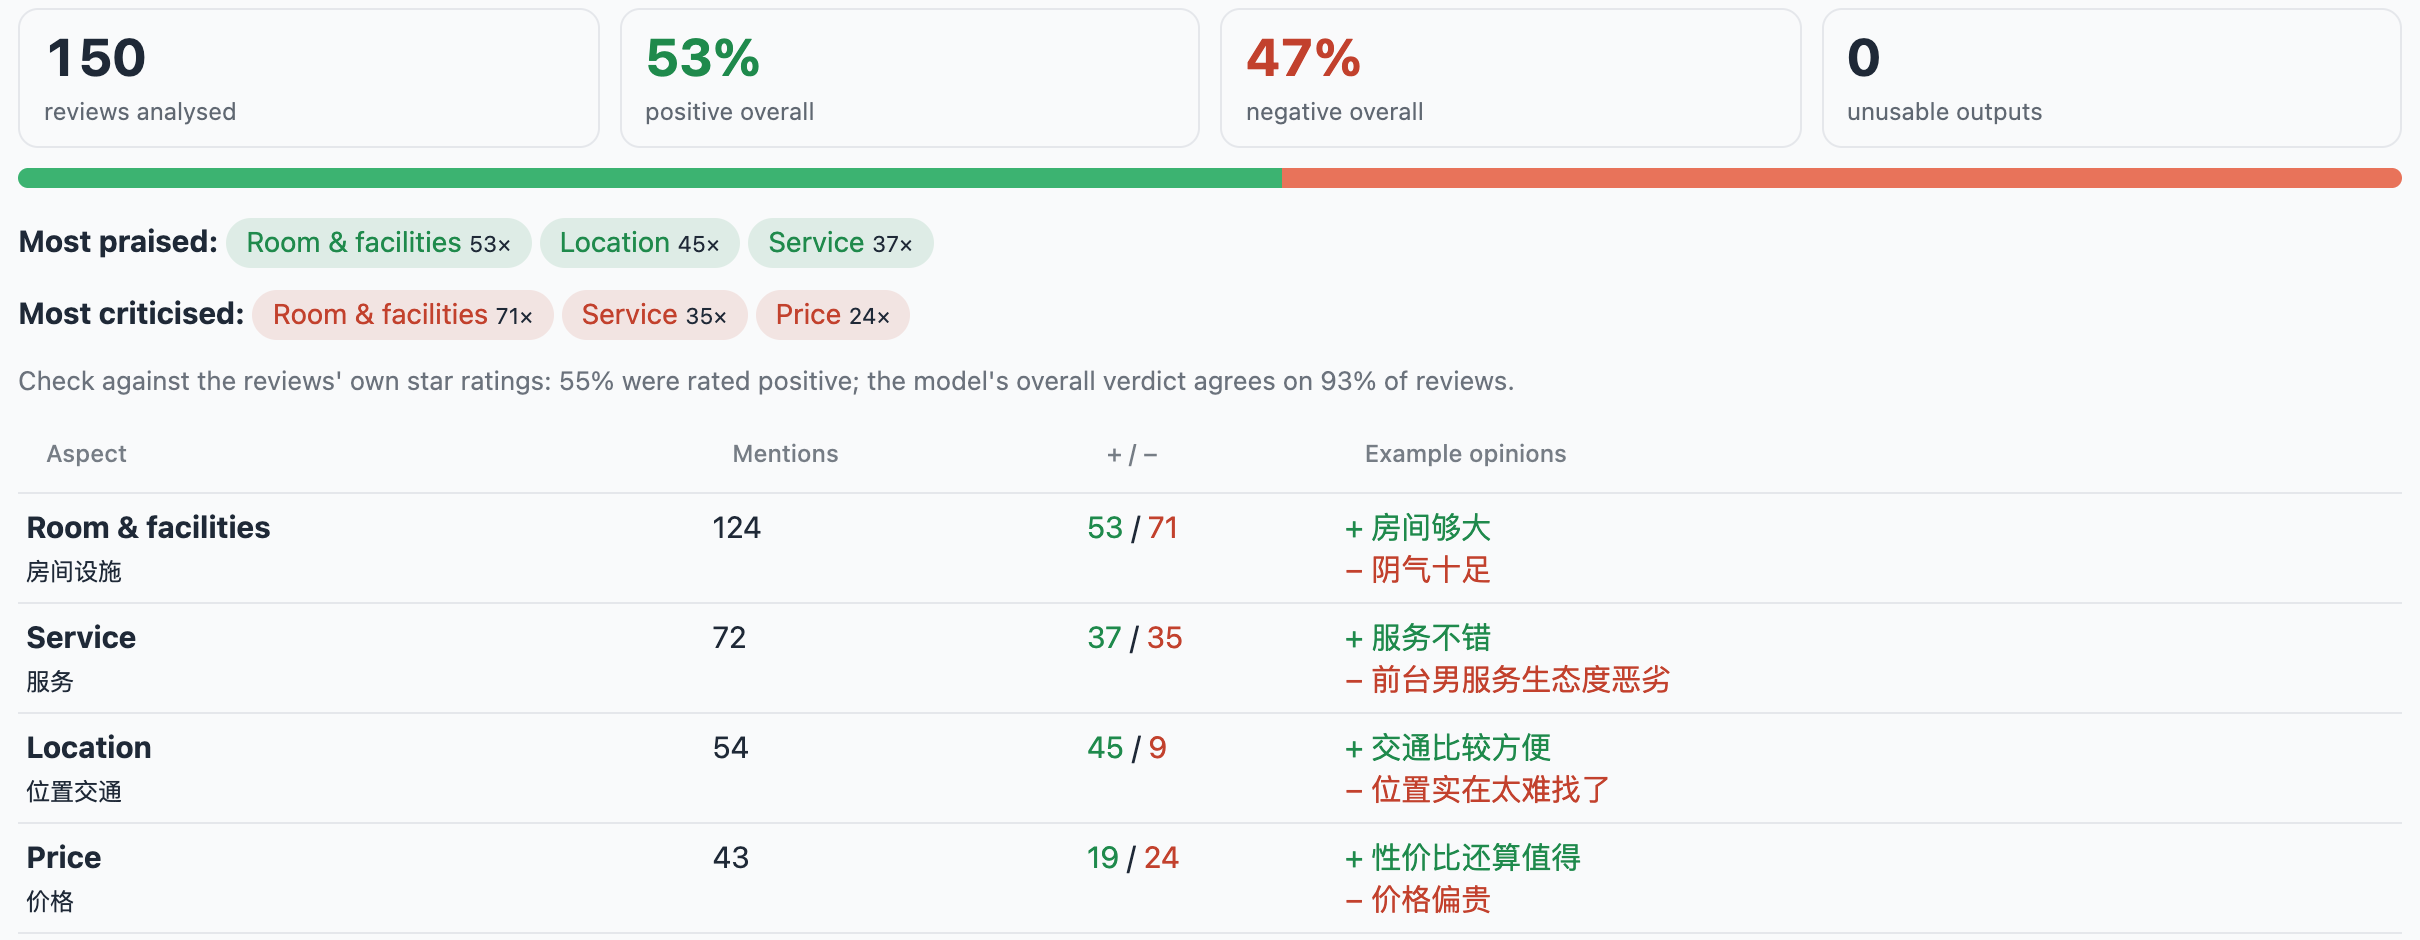 150
reviews analysed
53%
positive overall
47%
negative overall
0
unusable outputs
Most praised: Room & facilities 53× Location 45× Service 37×
Most criticised: Room & facilities 71× Service 35× Price 24×
Check against the reviews' own star ratings: 55% were rated positive; the model's overall verdict agrees on 93% of reviews.
Aspect Mentions + / – Example opinions
Room & facilities 124 53 / 71 + 房间够大
房间设施 – 阴气十足
Service 72 37 / 35 + 服务不错
服务 – 前台男服务生态度恶劣
Location 54 45 / 9 + 交通比较方便
位置交通 – 位置实在太难找了
Price 43 19 / 24 + 性价比还算值得
价格 – 价格偏贵